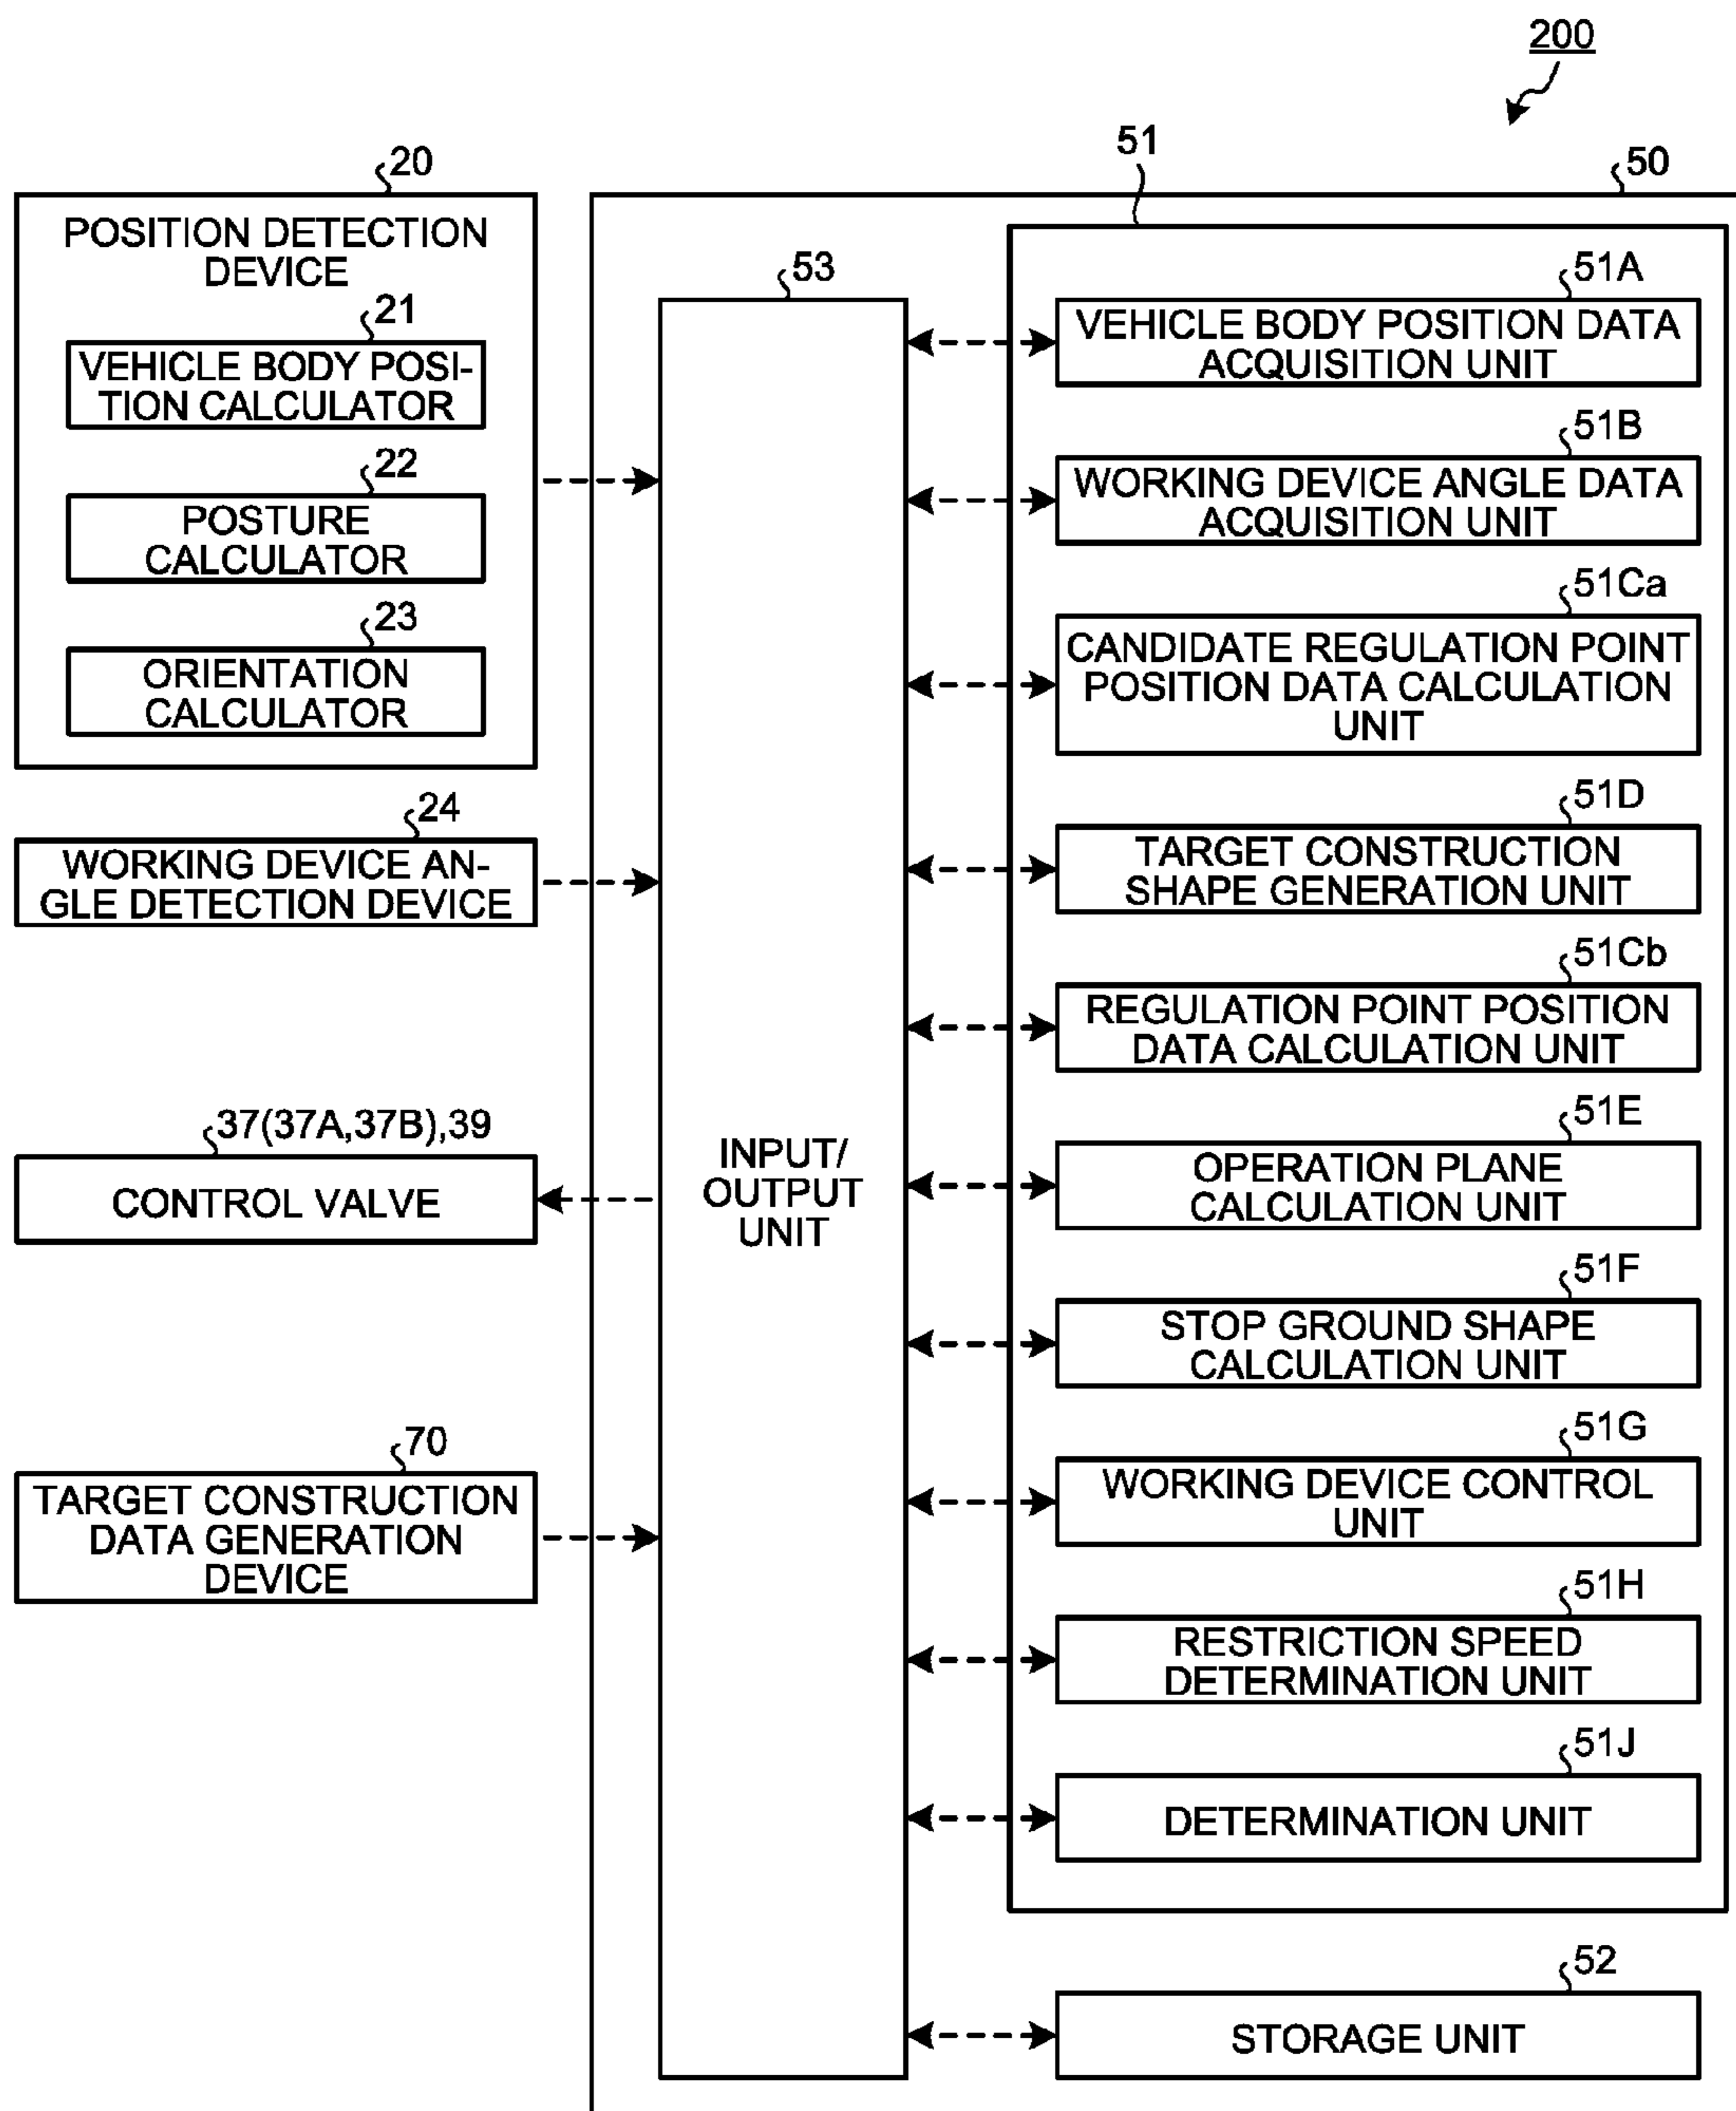 200
20
POSITION DETECTION
DEVICE
21
VEHICLE BODY POSI-
TION CALCULATOR
22
POSTURE
CALCULATOR
23
ORIENTATION
CALCULATOR
24
WORKING DEVICE AN-
GLE DETECTION DEVICE
37(37A,37B),39
CONTROL VALVE
70
TARGET CONSTRUCTION
DATA GENERATION
DEVICE
50
53
INPUT/
OUTPUT
UNIT
51
51A
VEHICLE BODY POSITION DATA
ACQUISITION UNIT
51B
WORKING DEVICE ANGLE DATA
ACQUISITION UNIT
51Ca
CANDIDATE REGULATION POINT
POSITION DATA CALCULATION
UNIT
51D
TARGET CONSTRUCTION
SHAPE GENERATION UNIT
51Cb
REGULATION POINT POSITION
DATA CALCULATION UNIT
51E
OPERATION PLANE
CALCULATION UNIT
51F
STOP GROUND SHAPE
CALCULATION UNIT
51G
WORKING DEVICE CONTROL
UNIT
51H
RESTRICTION SPEED
DETERMINATION UNIT
51J
DETERMINATION UNIT
52
STORAGE UNIT